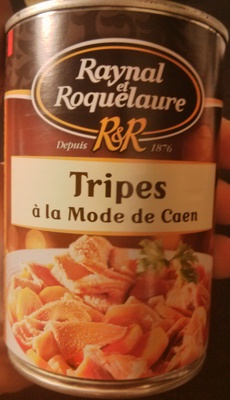 Raynal
et
Roquelaure
R&R
Depuis 1876
Tripes
à la Mode de Caen